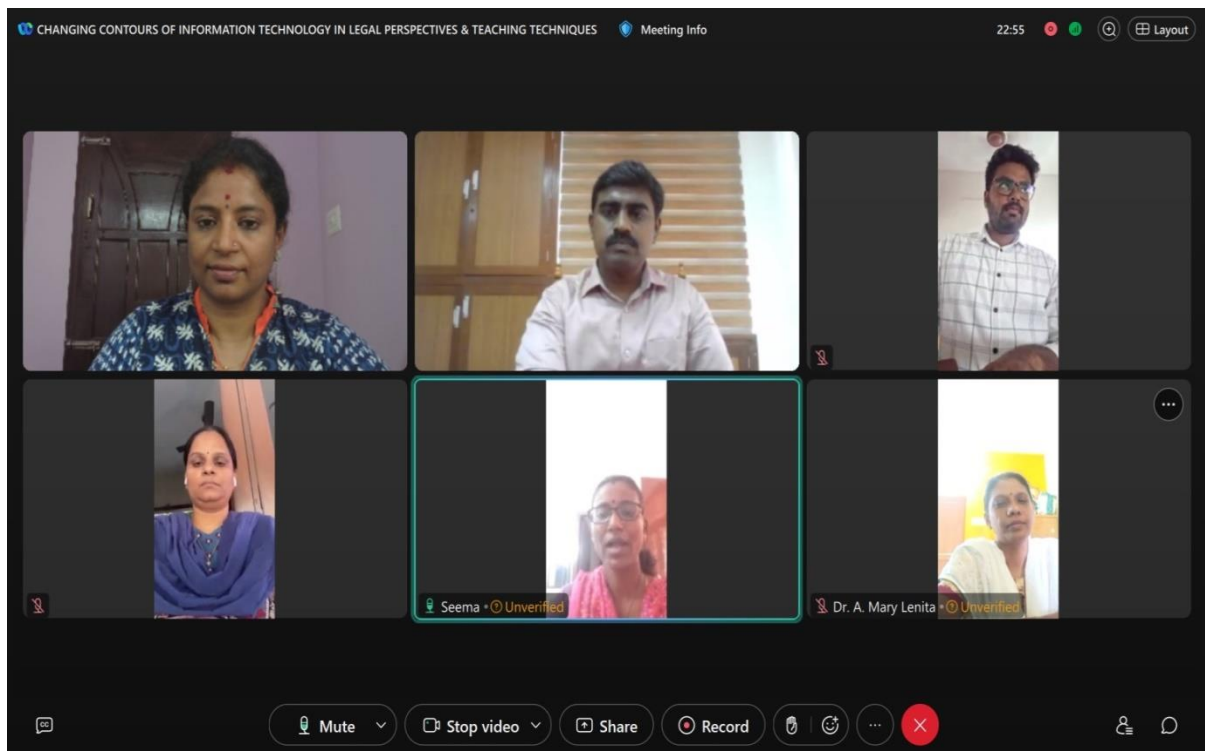 CHANGING CONTOURS OF INFORMATION TECHNOLOGY IN LEGAL PERSPECTIVES & TEACHING TECHNIQUES Meeting Info 22:55 Layout
Seema • Unverified
Dr. A. Mary Lenita • Unverified
CC Mute Stop video Share Record